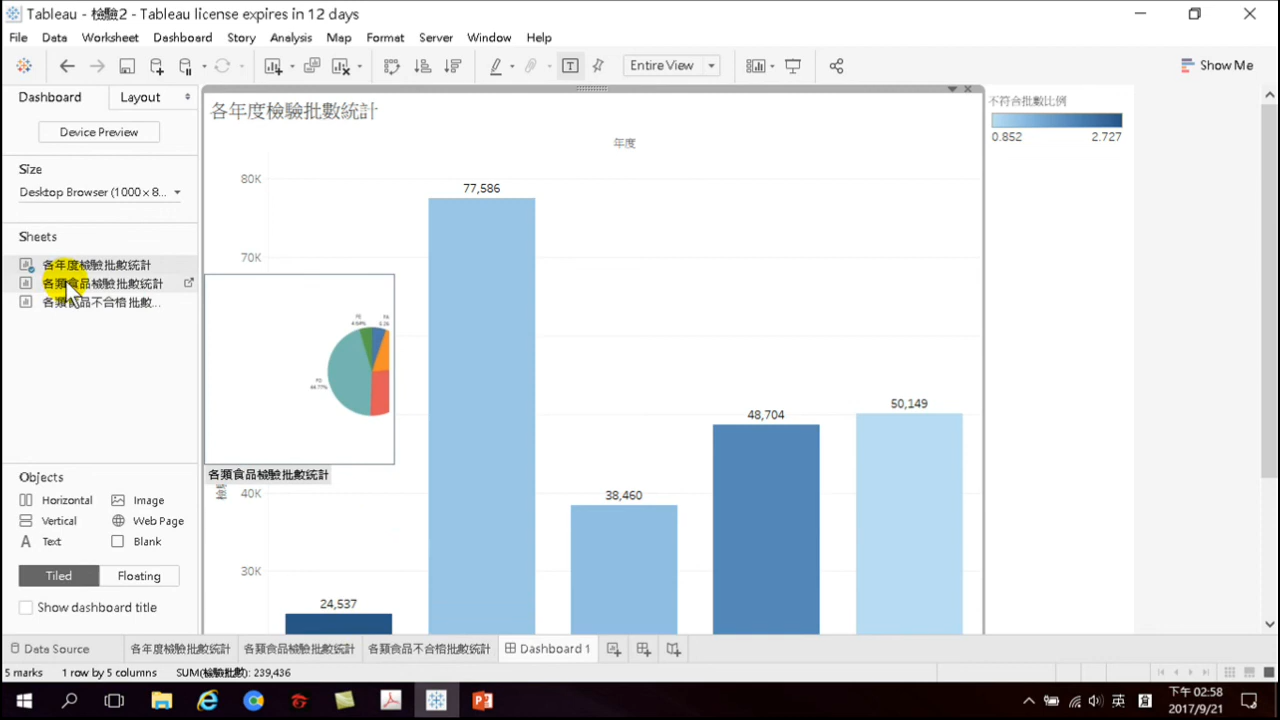 Tableau - 檢驗2 - Tableau license expires in 12 days
File Data Worksheet Dashboard Story Analysis Map Format Server Window Help
Entire View
Show Me
Dashboard Layout
Device Preview
Size
Desktop Browser (1000 x 8...
Sheets
各年度檢驗批數統計
各類食品檢驗批數統計
各類食品不合格批數...
Objects
Horizontal Image
Vertical Web Page
Text Blank
Tiled Floating
Show dashboard title
各年度檢驗批數統計
年度
80K
77,586
70K
50,149
48,704
40K
38,460
30K
24,537
各類食品檢驗批數統計
不符合批數比例
0.852 2.727
Data Source 各年度檢驗批數統計 各類食品檢驗批數統計 各類食品不合格批數統計 Dashboard 1
5 marks 1 row by 5 columns SUM(檢驗批數): 239,436
英
下午 02:58
2017/9/21